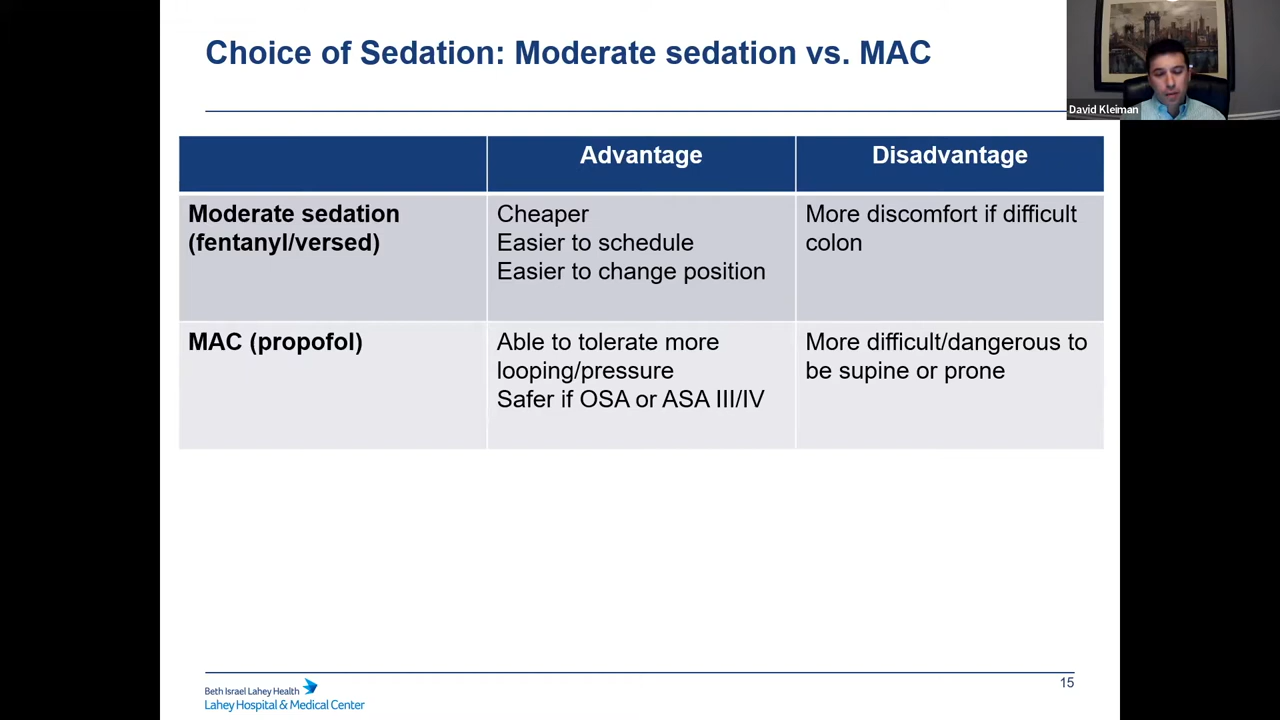 Choice of Sedation: Moderate sedation vs. MAC
David Kleiman
Advantage
Disadvantage
Moderate sedation
(fentanyl/versed)
Cheaper
Easier to schedule
Easier to change position
More discomfort if difficult
colon
MAC (propofol)
Able to tolerate more
looping/pressure
Safer if OSA or ASA III/IV
More difficult/dangerous to
be supine or prone
Beth Israel Lahey Health
Lahey Hospital & Medical Center
15